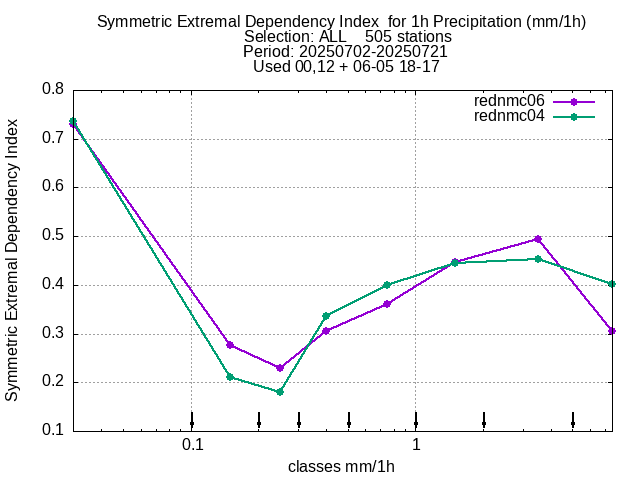 Symmetric Extremal Dependency Index  for 1h Precipitation (mm/1h)
Selection: ALL    505 stations
Period: 20250702-20250721
Used 00,12 + 06-05 18-17
rednmc06
rednmc04
0.8
0.7
0.6
0.5
0.4
0.3
0.2
0.1
Symmetric Extremal Dependency Index
0.1
1
classes mm/1h